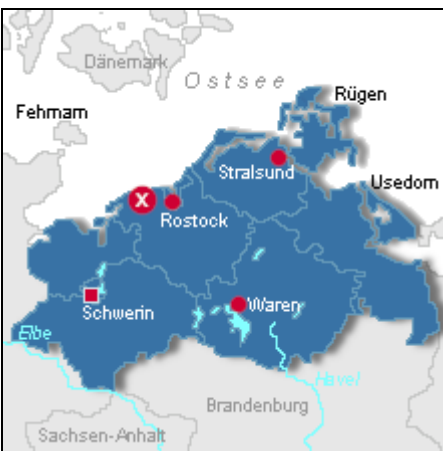 Dänemark
Ostsee
Rügen
Fehmarn
Stralsund
Usedom
X
Rostock
Waren
Schwerin
Elbe
Havel
Brandenburg
Sachsen-Anhalt